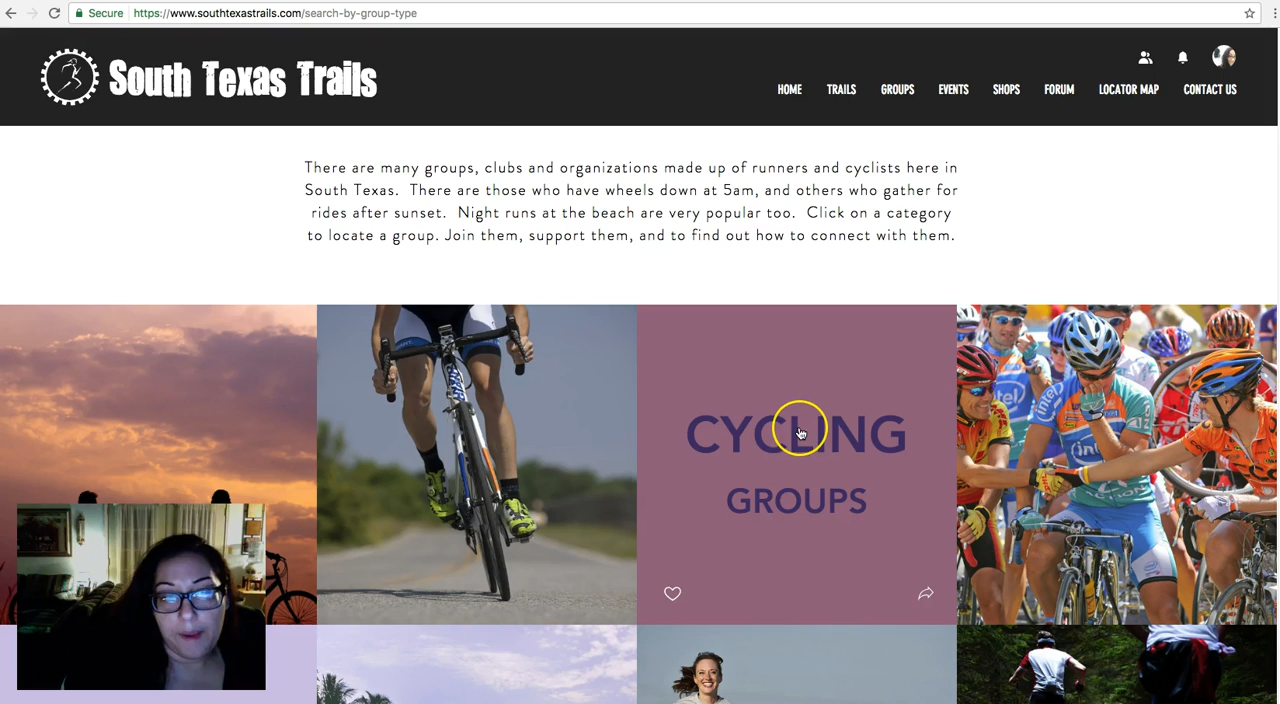 Secure https://www.southtexastrails.com/search-by-group-type
South Texas Trails
HOME TRAILS GROUPS EVENTS SHOPS FORUM LOCATOR MAP CONTACT US
There are many groups, clubs and organizations made up of runners and cyclists here in
South Texas. There are those who have wheels down at 5am, and others who gather for
rides after sunset. Night runs at the beach are very popular too. Click on a category
to locate a group. Join them, support them, and to find out how to connect with them.
CYCLING
GROUPS
intel
intel